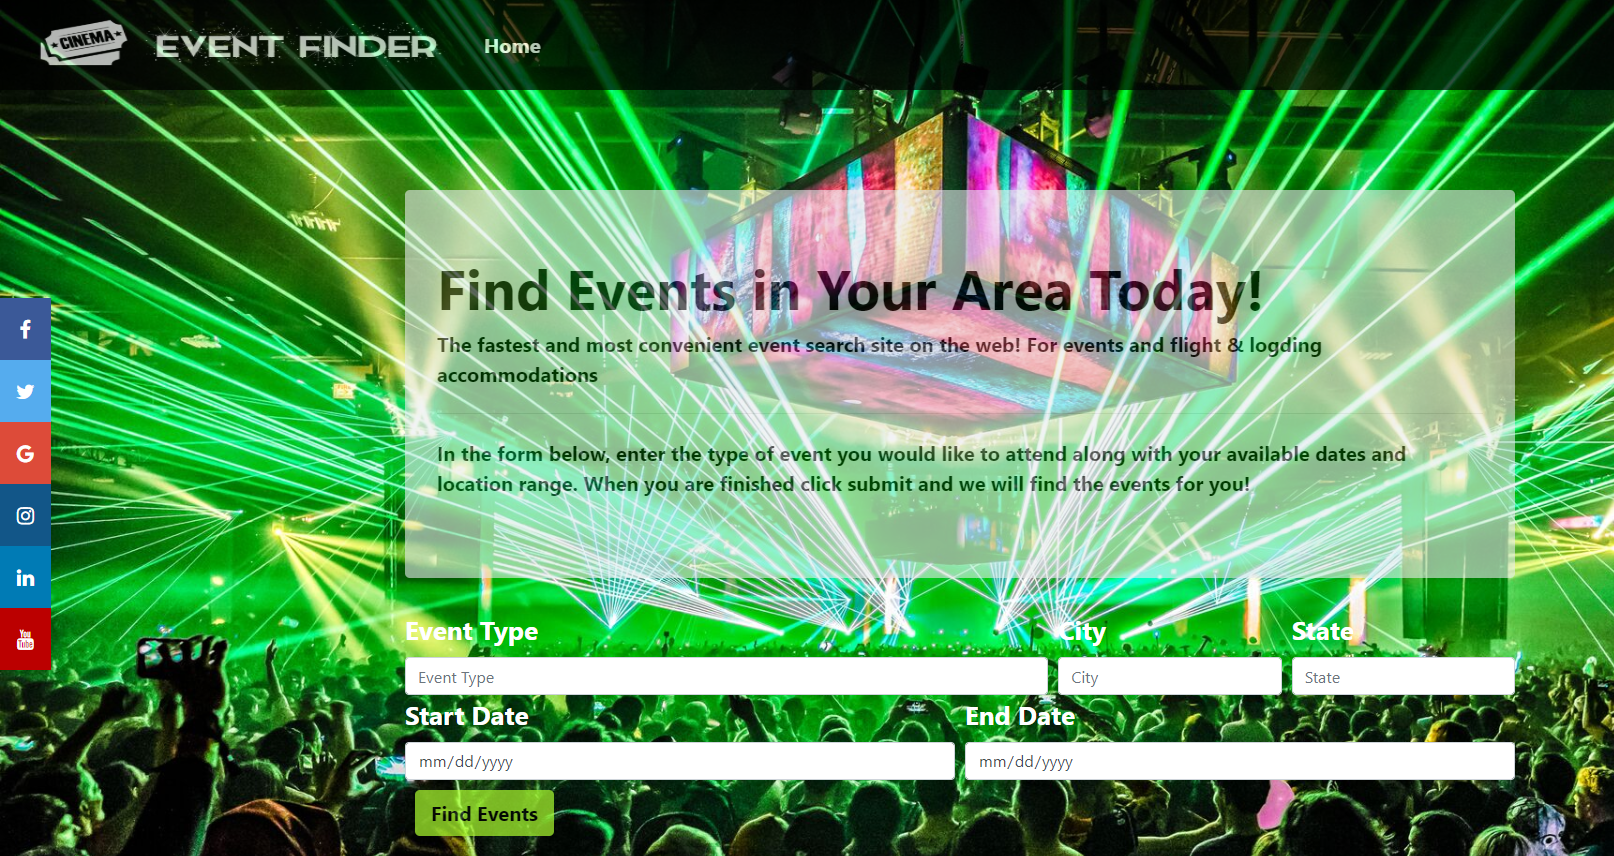 CINEMA
EVENT FINDER
Home
Find Events in Your Area Today!
The fastest and most convenient event search site on the web! For events and flight & logding
accommodations
In the form below, enter the type of event you would like to attend along with your available dates and
location range. When you are finished click submit and we will find the events for you!
Event Type
City
State
Event Type
City
State
Start Date
End Date
mm/dd/yyyy
mm/dd/yyyy
Find Events
You
Tube